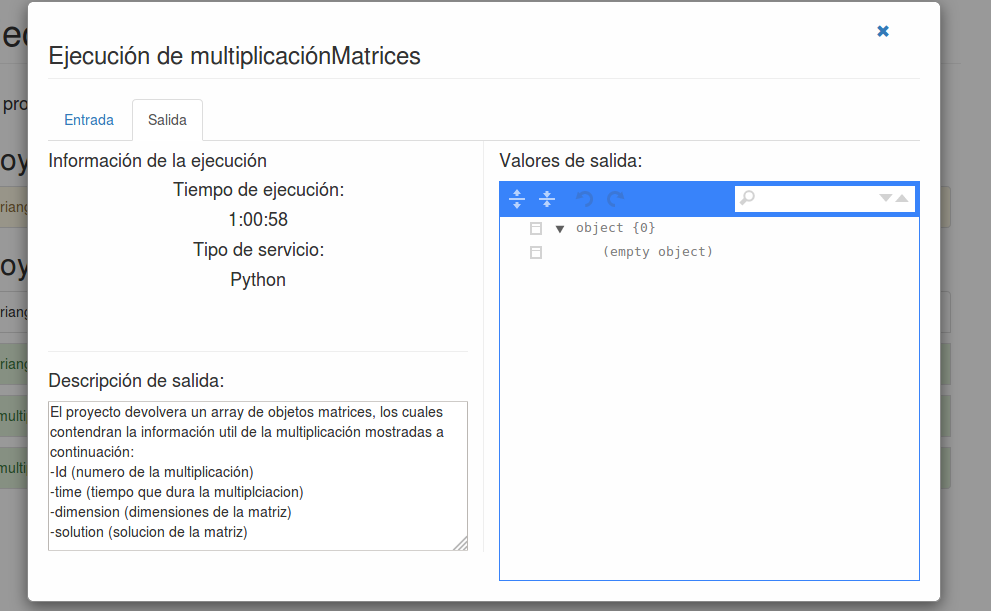 Ejecución de multiplicaciónMatrices
Entrada
Salida
Información de la ejecución
Tiempo de ejecución:
1:00:58
Tipo de servicio:
Python
Descripción de salida:
El proyecto devolvera un array de objetos matrices, los cuales
contendran la información util de la multiplicación mostradas a
continuación:
-Id (numero de la multiplicación)
-time (tiempo que dura la multiplciacion)
-dimension (dimensiones de la matriz)
-solution (solucion de la matriz)
Valores de salida:
object {0}
(empty object)